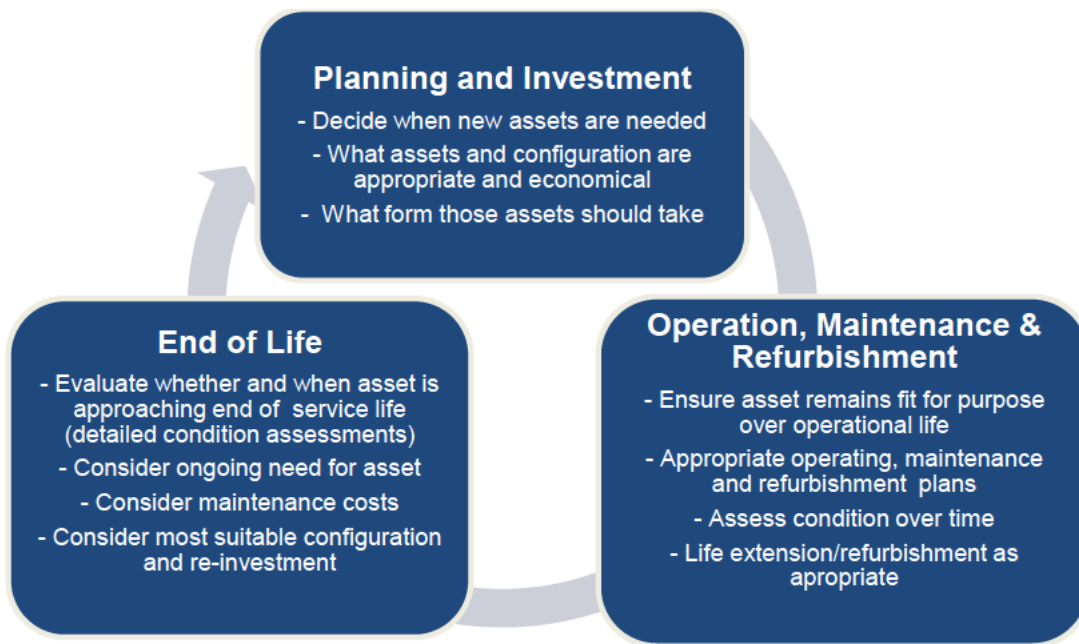 Planning and Investment
- Decide when new assets are needed
- What assets and configuration are
appropriate and economical
- What form those assets should take
End of Life
- Evaluate whether and when asset is
approaching end of service life
(detailed condition assessments)
- Consider ongoing need for asset
- Consider maintenance costs
- Consider most suitable configuration
and re-investment
Operation, Maintenance &
Refurbishment
- Ensure asset remains fit for purpose
over operational life
- Appropriate operating, maintenance
and refurbishment plans
- Assess condition over time
- Life extension/refurbishment as
apropriate